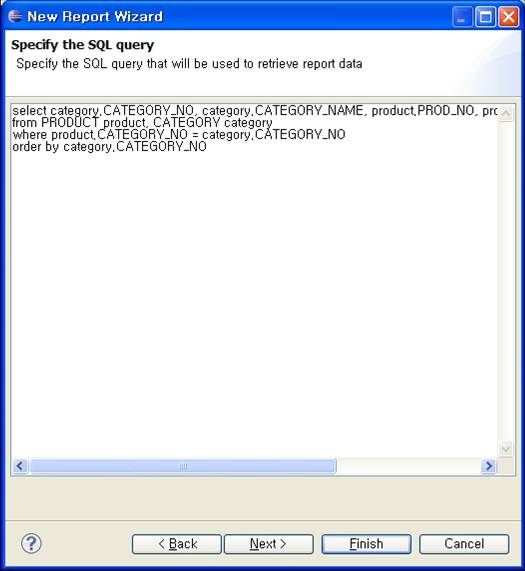 New Report Wizard
Specify the SQL query
Specify the SQL query that will be used to retrieve report data
select category.CATEGORY_NO, category.CATEGORY_NAME, product.PROD_NO,
from PRODUCT product, CATEGORY category
where product.CATEGORY_NO = category.CATEGORY_NO
order by category.CATEGORY_NO
< Back
Next >
Finish
Cancel